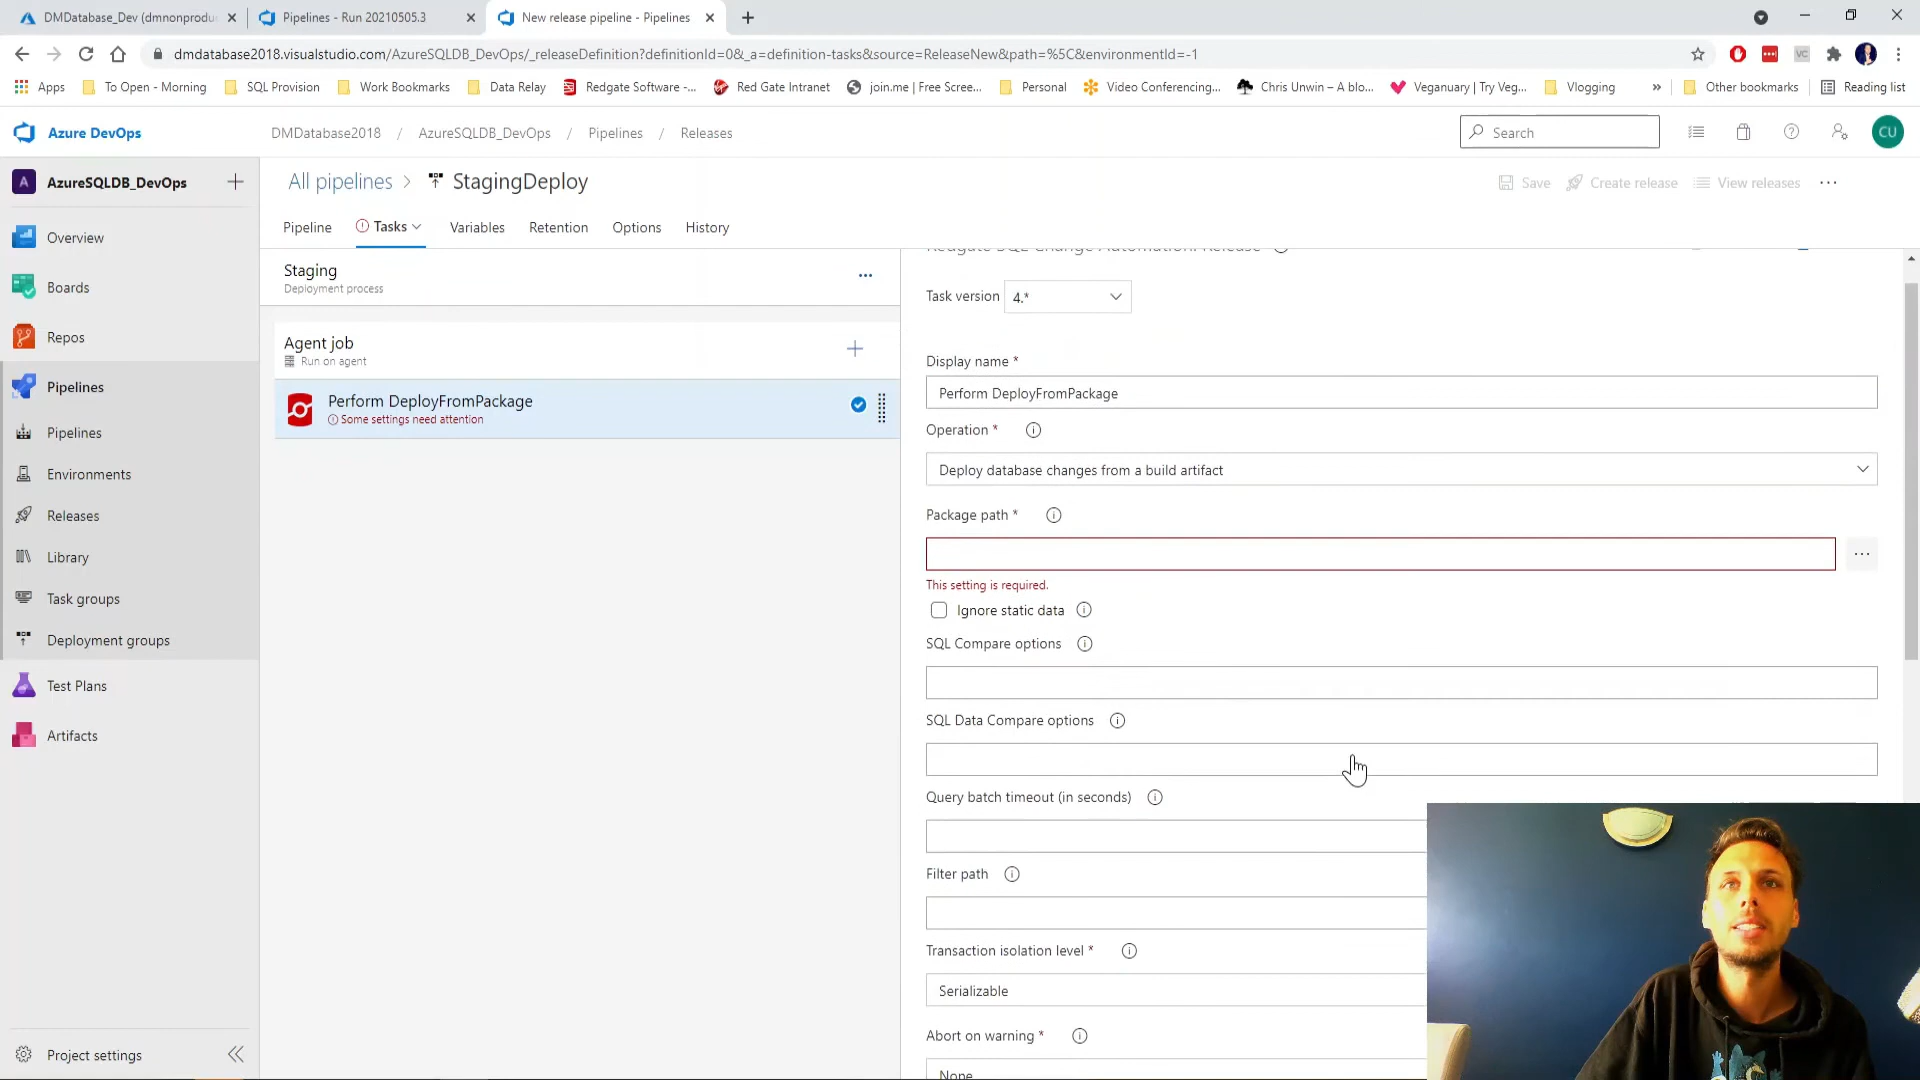 DMDatabase_Dev (dmnonprodu
Pipelines - Run 20210505.3
New release pipeline - Pipelines
dmdatabase2018.visualstudio.com/AzureSQLDB_DevOps/_releaseDefinition?definitionId=0&_a=definition-tasks&source=ReleaseNew&path=%5C&environmentId=-1
Apps
To Open - Morning
SQL Provision
Work Bookmarks
Data Relay
Redgate Software -...
Red Gate Intranet
join.me | Free Scree...
Personal
Video Conferencing...
Chris Unwin – A blo...
Veganuary | Try Veg...
Vlogging
»
Other bookmarks
Reading list
Azure DevOps
DMDatabase2018 / AzureSQLDB_DevOps / Pipelines / Releases
Search
CU
A AzureSQLDB_DevOps
All pipelines > StagingDeploy
Save
Create release
View releases
Pipeline
Tasks
Variables
Retention
Options
History
Overview
Boards
Repos
Pipelines
Pipelines
Environments
Releases
Library
Task groups
Deployment groups
Test Plans
Artifacts
Project settings
Staging
Deployment process
Agent job
Run on agent
Perform DeployFromPackage
Some settings need attention
Redgate SQL Change Automation: Release
Task version 4.*
Display name *
Perform DeployFromPackage
Operation *
Deploy database changes from a build artifact
Package path *
This setting is required.
Ignore static data
SQL Compare options
SQL Data Compare options
Query batch timeout (in seconds)
Filter path
Transaction isolation level *
Serializable
Abort on warning *
None